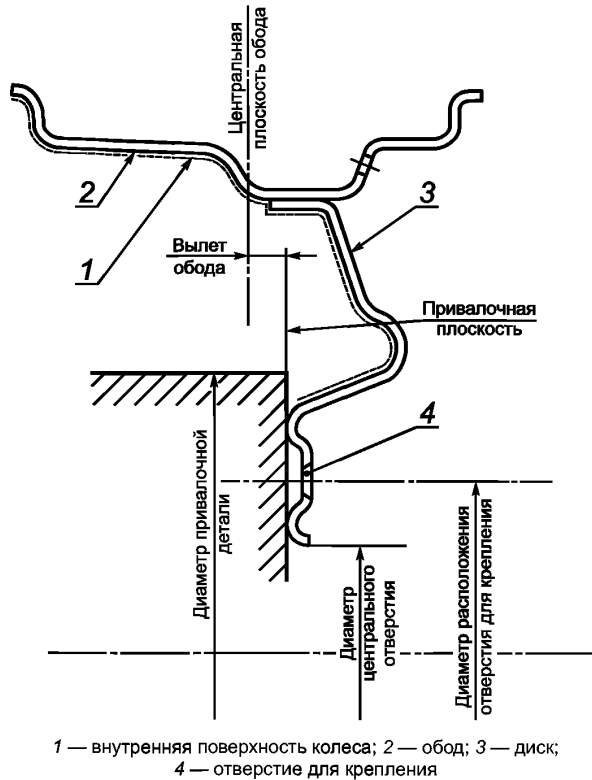 Центральная
плоскость обода
2
1
3
Вылет
обода
Привалочная
плоскость
4
Диаметр привалочной
детали
Диаметр
центрального
отверстия
Диаметр расположения
отверстия для крепления
1 — внутренняя поверхность колеса; 2 — обод; 3 — диск;
4 — отверстие для крепления